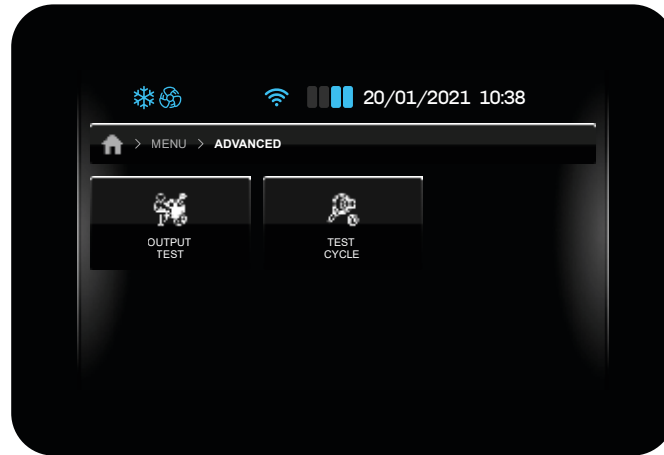 20/01/2021 10:38
> MENU > ADVANCED
OUTPUT
TEST
TEST
CYCLE